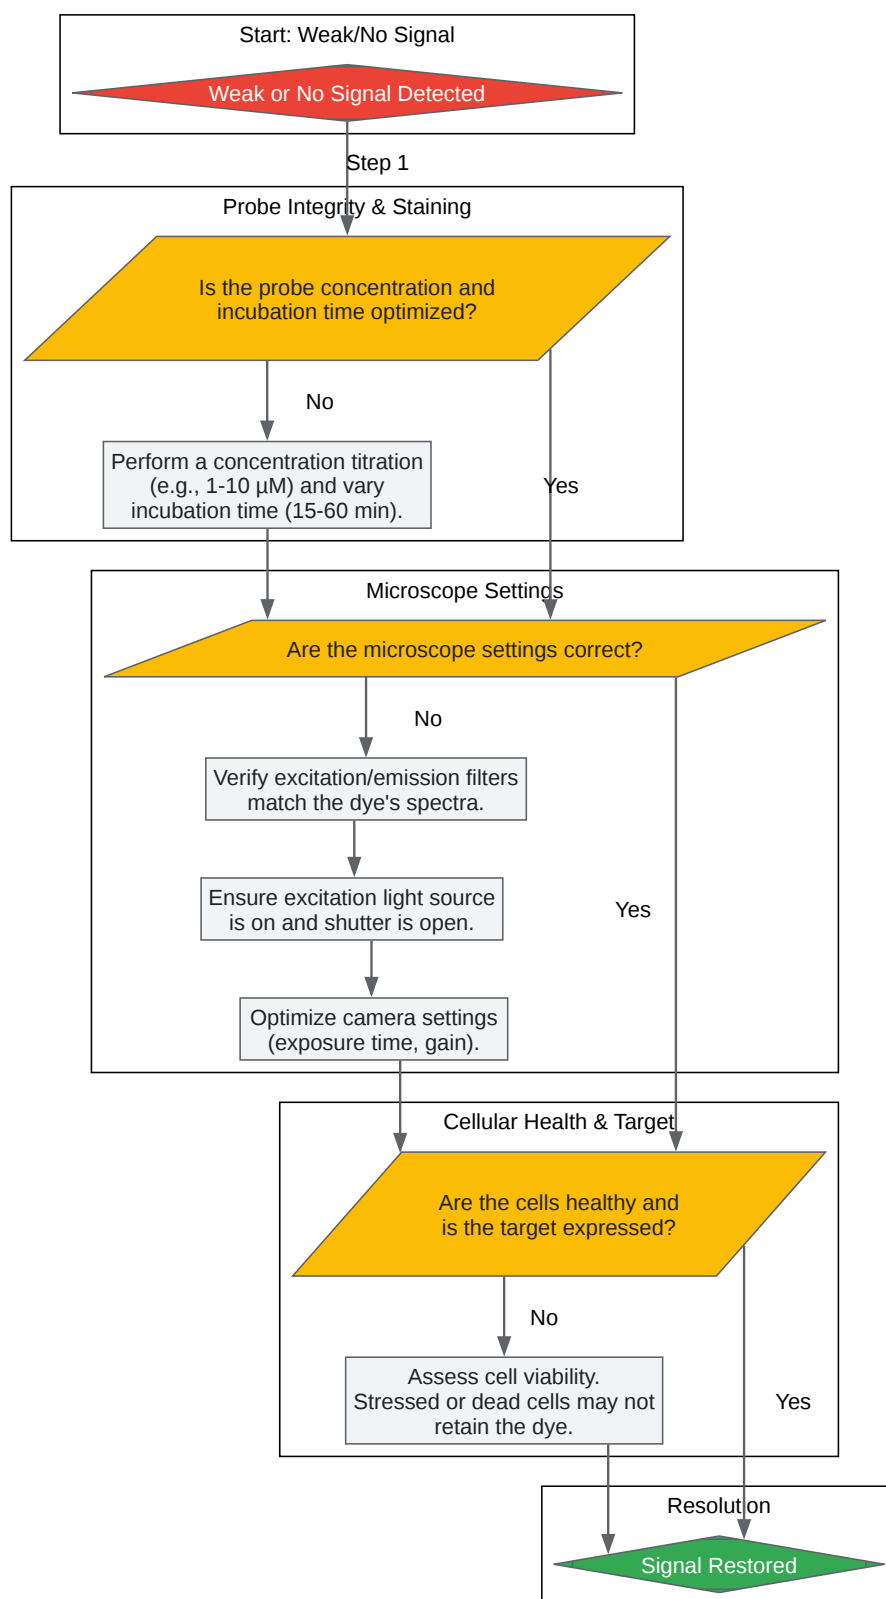 Start: Weak/No Signal
Weak or No Signal Detected
Step 1
Probe Integrity & Staining
Is the probe concentration and
incubation time optimized?
No
Perform a concentration titration
(e.g., 1-10 µM) and vary
incubation time (15-60 min).
Yes
Microscope Settings
Are the microscope settings correct?
No
Verify excitation/emission filters
match the dye's spectra.
Ensure excitation light source
is on and shutter is open.
Yes
Optimize camera settings
(exposure time, gain).
Cellular Health & Target
Are the cells healthy and
is the target expressed?
No
Assess cell viability.
Stressed or dead cells may not
retain the dye.
Yes
Resolution
Signal Restored